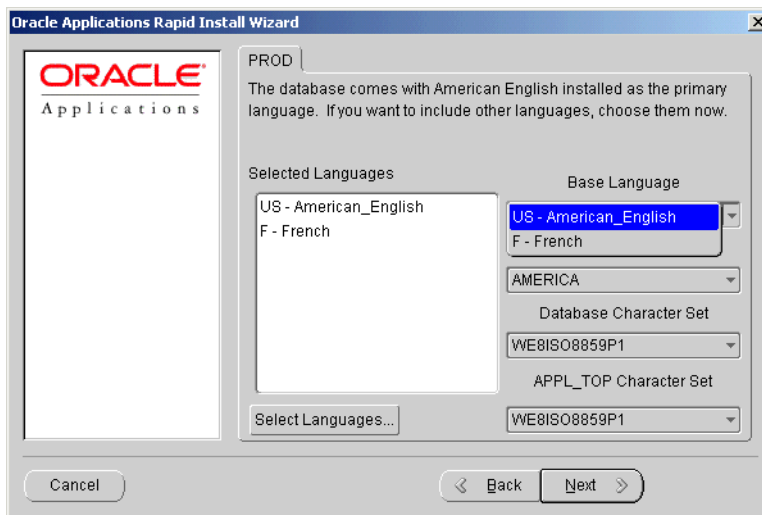 Oracle Applications Rapid Install Wizard
ORACLE®
Applications
PROD
The database comes with American English installed as the primary
language. If you want to include other languages, choose them now.
Selected Languages
US - American_English
F - French
Select Languages...
Base Language
US - American_English
F - French
AMERICA
Database Character Set
WE8ISO8859P1
APPL_TOP Character Set
WE8ISO8859P1
Cancel
Back
Next